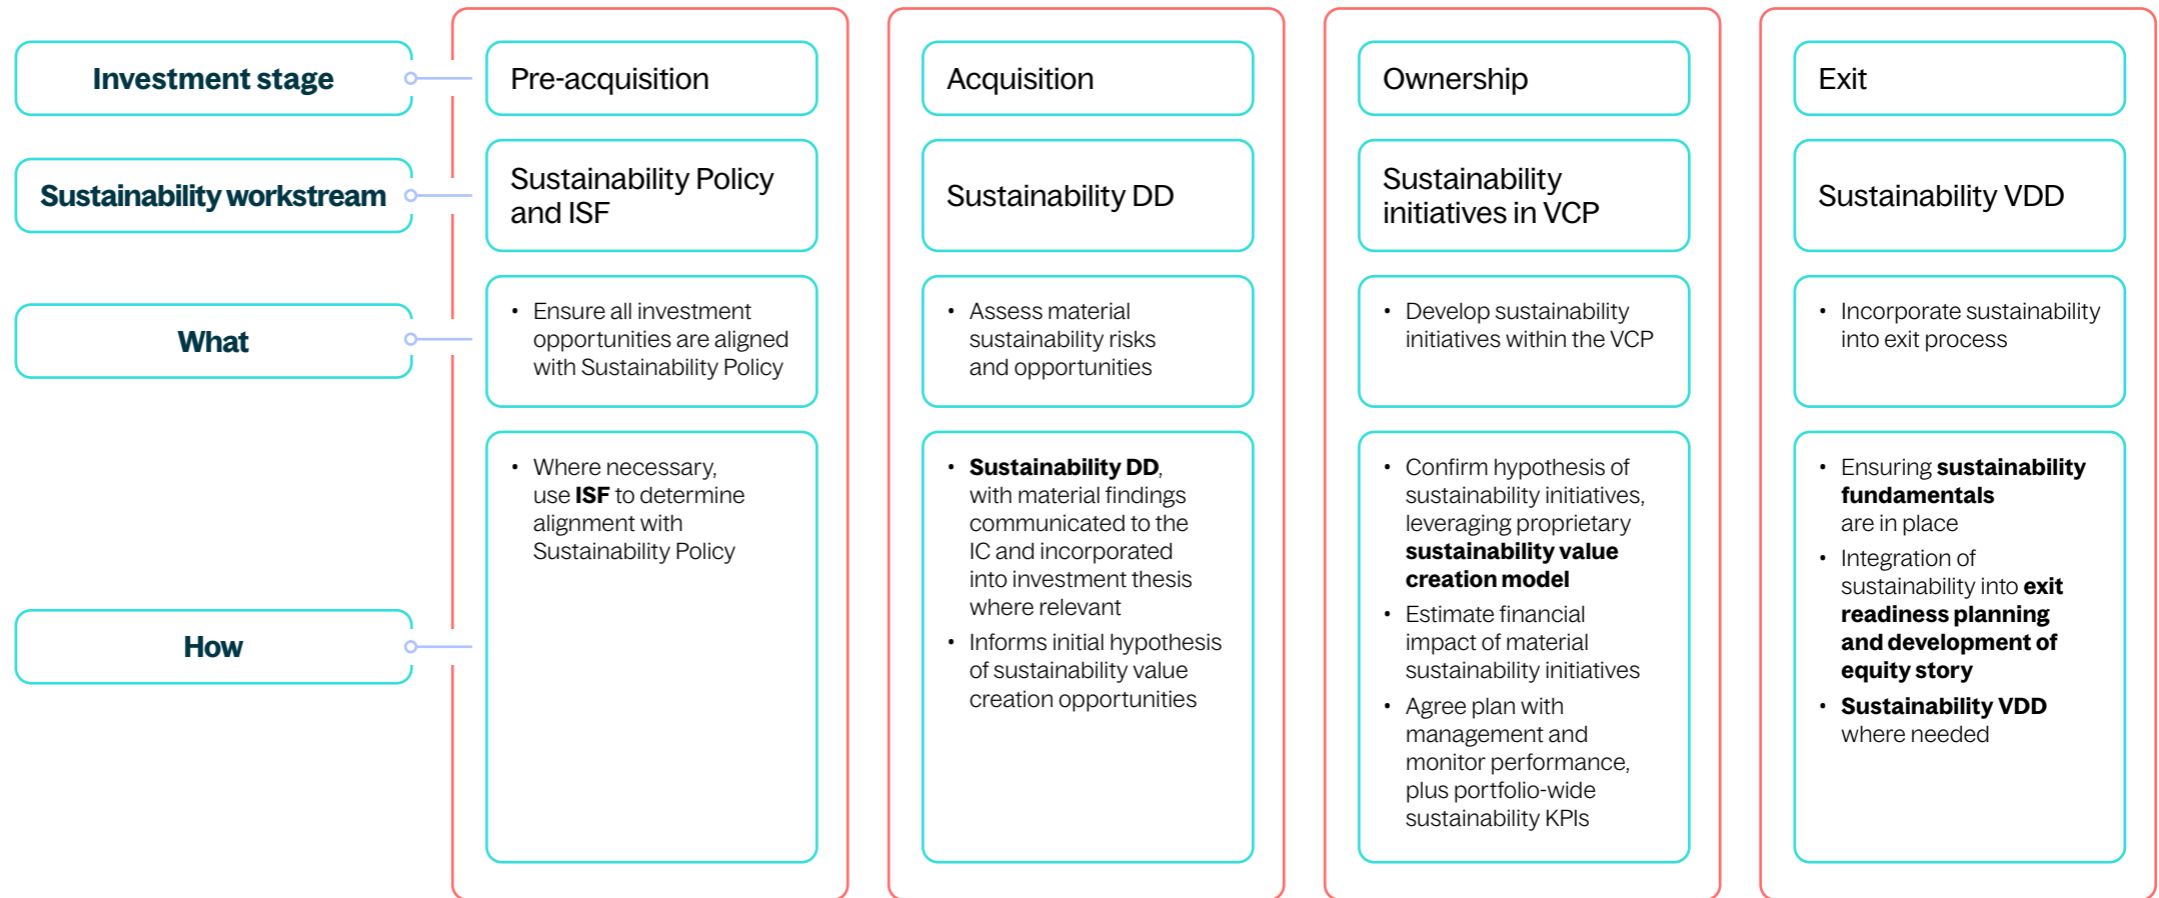 Investment stage
Pre-acquisition
Acquisition
Ownership
Exit
Sustainability workstream
Sustainability Policy
and ISF
Sustainability DD
Sustainability
initiatives in VCP
Sustainability VDD
What
• Ensure all investment
opportunities are aligned
with Sustainability Policy
• Assess material
sustainability risks
and opportunities
• Develop sustainability
initiatives within the VCP
• Incorporate sustainability
into exit process
How
• Where necessary,
use ISF to determine
alignment with
Sustainability Policy
• Sustainability DD,
with material findings
communicated to the
IC and incorporated
into investment thesis
where relevant
• Informs initial hypothesis
of sustainability value
creation opportunities
• Confirm hypothesis of
sustainability initiatives,
leveraging proprietary
sustainability value
creation model
• Estimate financial
impact of material
sustainability initiatives
• Agree plan with
management and
monitor performance,
plus portfolio-wide
sustainability KPIs
• Ensuring sustainability
fundamentals
are in place
• Integration of
sustainability into exit
readiness planning
and development of
equity story
• Sustainability VDD
where needed